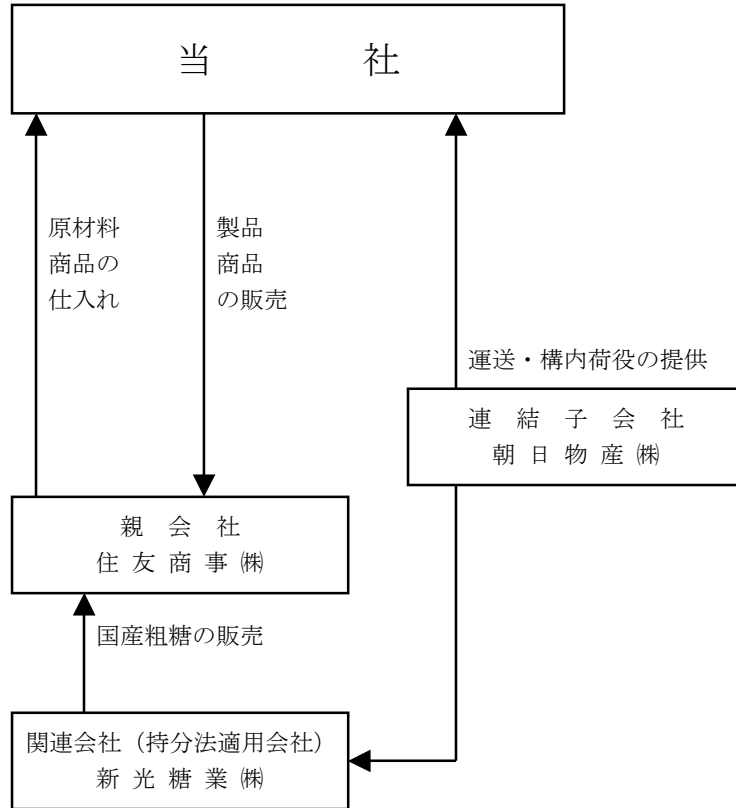 当　　　　社
原材料
商品の
仕入れ
製品
商品
の販売
運送・構内荷役の提供
連　結　子　会　社
朝 日 物 産 ㈱
親　会　社
住 友 商 事 ㈱
国産粗糖の販売
関連会社（持分法適用会社）
新 光 糖 業 ㈱